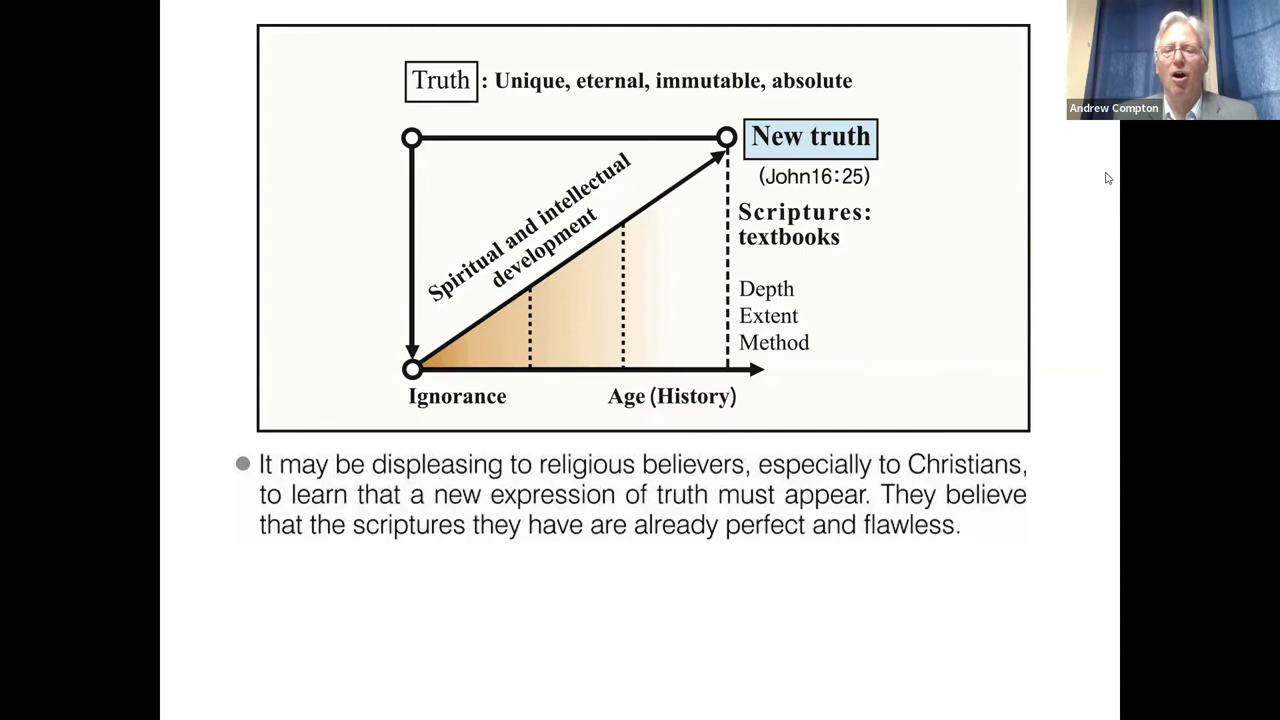 Truth : Unique, eternal, immutable, absolute
Andrew Compton
New truth
(John16:25)
Spiritual and intellectual
development
Scriptures:
textbooks
Depth
Extent
Method
Ignorance
Age (History)
It may be displeasing to religious believers, especially to Christians,
to learn that a new expression of truth must appear. They believe
that the scriptures they have are already perfect and flawless.